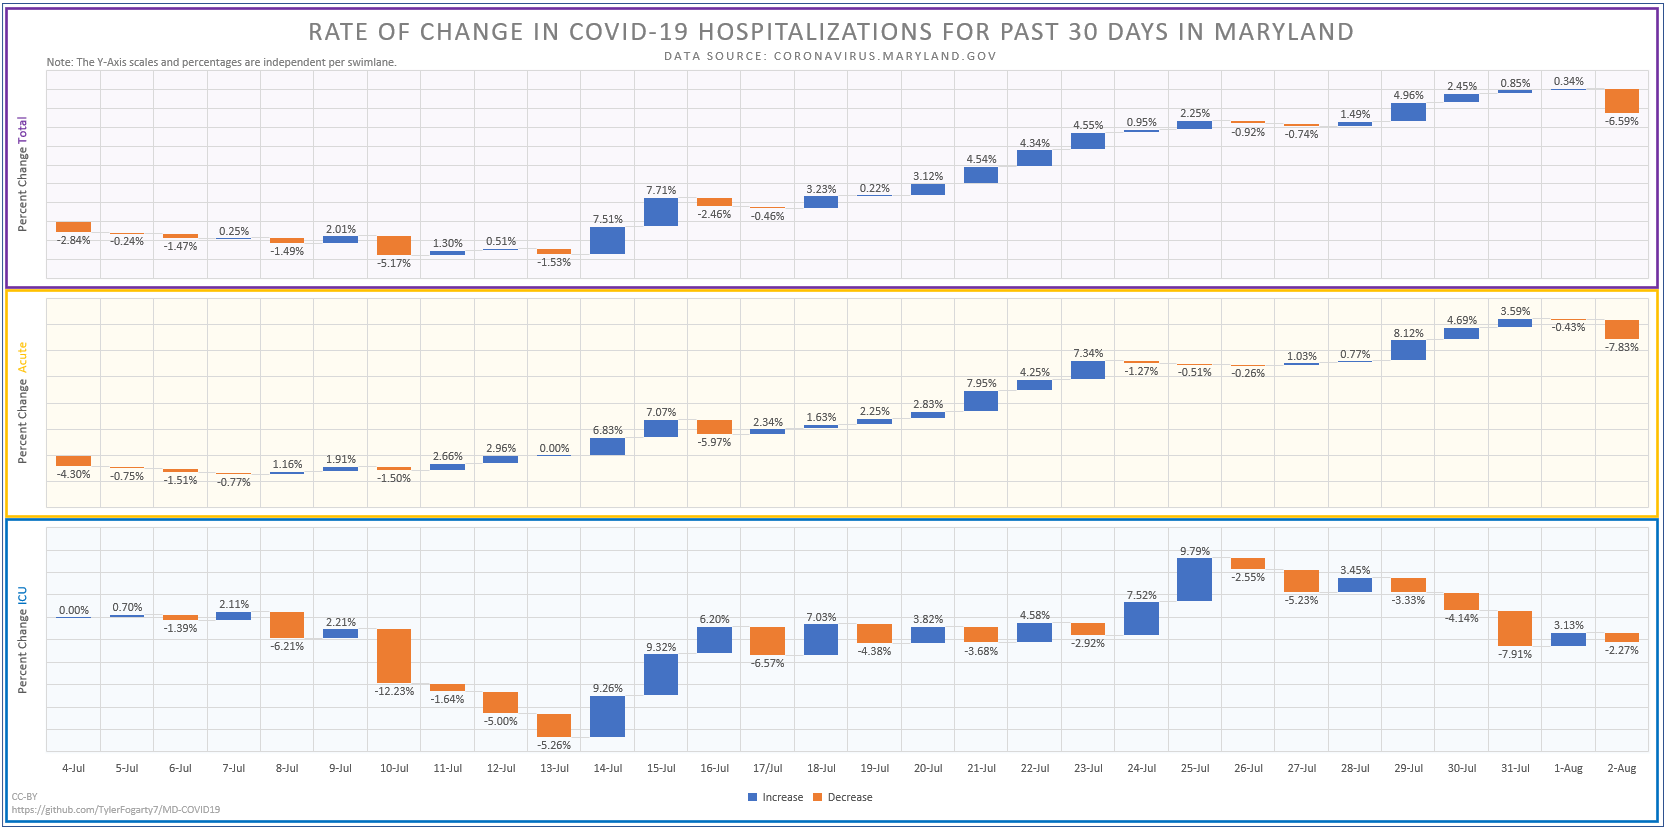 RATE OF CHANGE IN COVID-19 HOSPITALIZATIONS FOR PAST 30 DAYS IN MARYLAND
DATA SOURCE: CORONAVIRUS.MARYLAND.GOV
Note: The Y-Axis scales and percentages are independent per swimlane.
Percent Change Total
-2.84% -0.24% -1.47% 0.25% -1.49% 2.01% -5.17% 1.30% 0.51% -1.53% 7.51% 7.71% -2.46% -0.46% 3.23% 0.22% 3.12% 4.54% 4.34% 4.55% 0.95% 2.25% -0.92% -0.74% 1.49% 4.96% 2.45% 0.85% 0.34% -6.59%
Percent Change Acute
-4.30% -0.75% -1.51% -0.77% 1.16% 1.91% -1.50% 2.66% 2.96% 0.00% 6.83% 7.07% -5.97% 2.34% 1.63% 2.25% 2.83% 7.95% 4.25% 7.34% -1.27% -0.51% -0.26% 1.03% 0.77% 8.12% 4.69% 3.59% -0.43% -7.83%
Percent Change ICU
0.00% 0.70% -1.39% 2.11% -6.21% 2.21% -12.23% -1.64% -5.00% -5.26% 9.26% 9.32% 6.20% -6.57% 7.03% -4.38% 3.82% -3.68% 4.58% -2.92% 7.52% 9.79% -2.55% -5.23% 3.45% -3.33% -4.14% -7.91% 3.13% -2.27%
4-Jul 5-Jul 6-Jul 7-Jul 8-Jul 9-Jul 10-Jul 11-Jul 12-Jul 13-Jul 14-Jul 15-Jul 16-Jul 17/Jul 18-Jul 19-Jul 20-Jul 21-Jul 22-Jul 23-Jul 24-Jul 25-Jul 26-Jul 27-Jul 28-Jul 29-Jul 30-Jul 31-Jul 1-Aug 2-Aug
Increase Decrease
CC-BY
https://github.com/TylerFogarty7/MD-COVID19